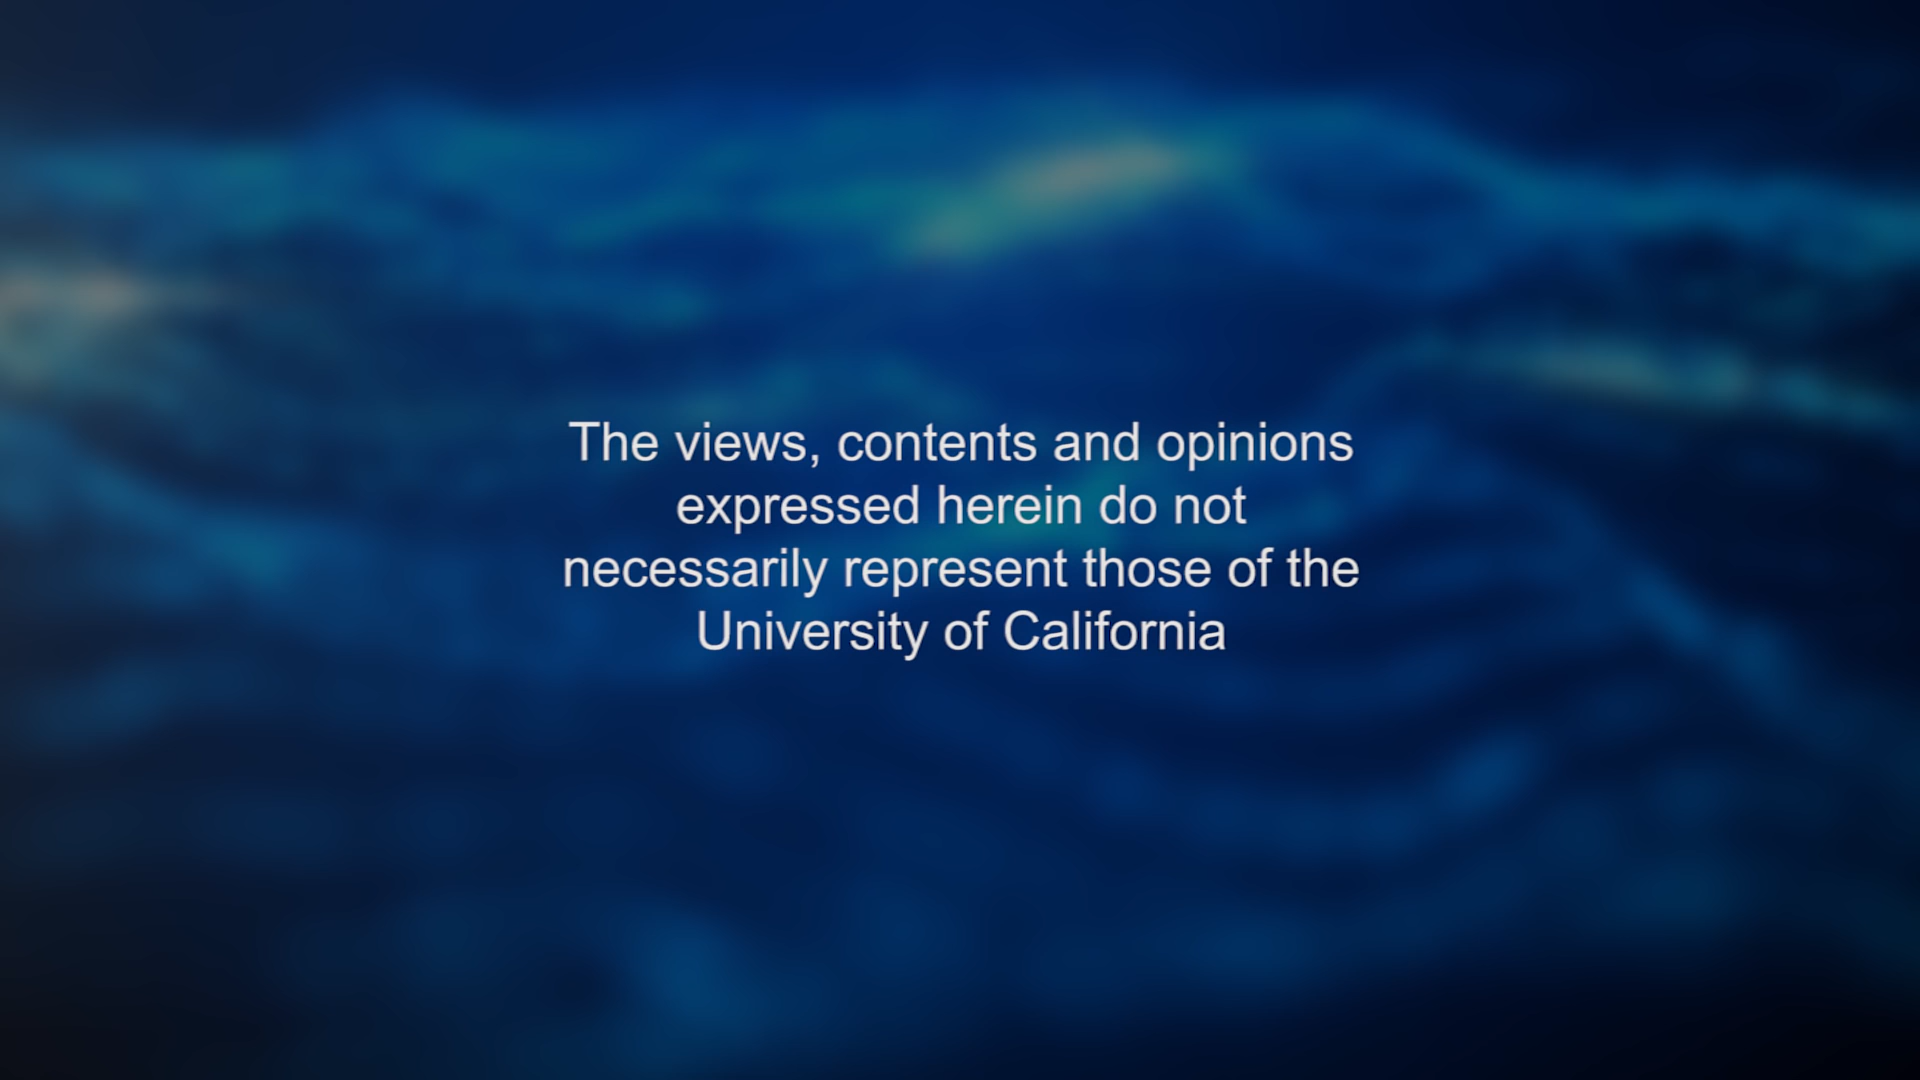 The views, contents and opinions
expressed herein do not
necessarily represent those of the
University of California